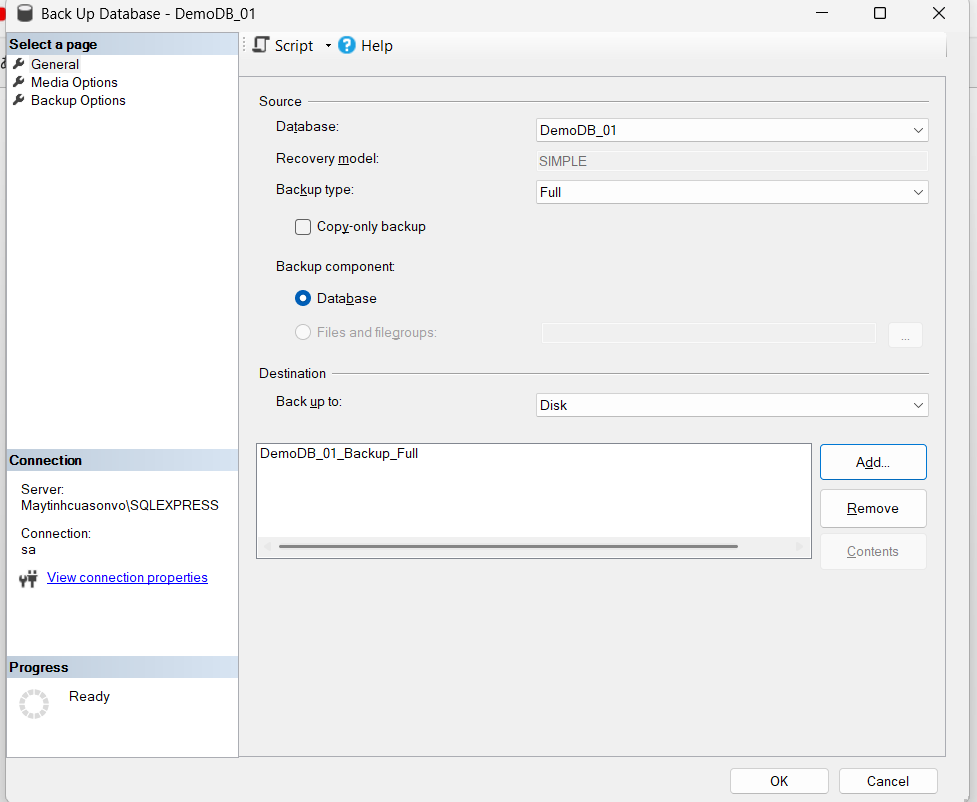 Back Up Database - DemoDB_01
Select a page
General
Media Options
Backup Options
Script
Help
Source
Database:
DemoDB_01
Recovery model:
SIMPLE
Backup type:
Full
Copy-only backup
Backup component:
Database
Files and filegroups:
...
Destination
Back up to:
Disk
DemoDB_01_Backup_Full
Add...
Remove
Contents
Connection
Server:
Maytinhcuasonvo\SQLEXPRESS
Connection:
sa
View connection properties
Progress
Ready
OK
Cancel